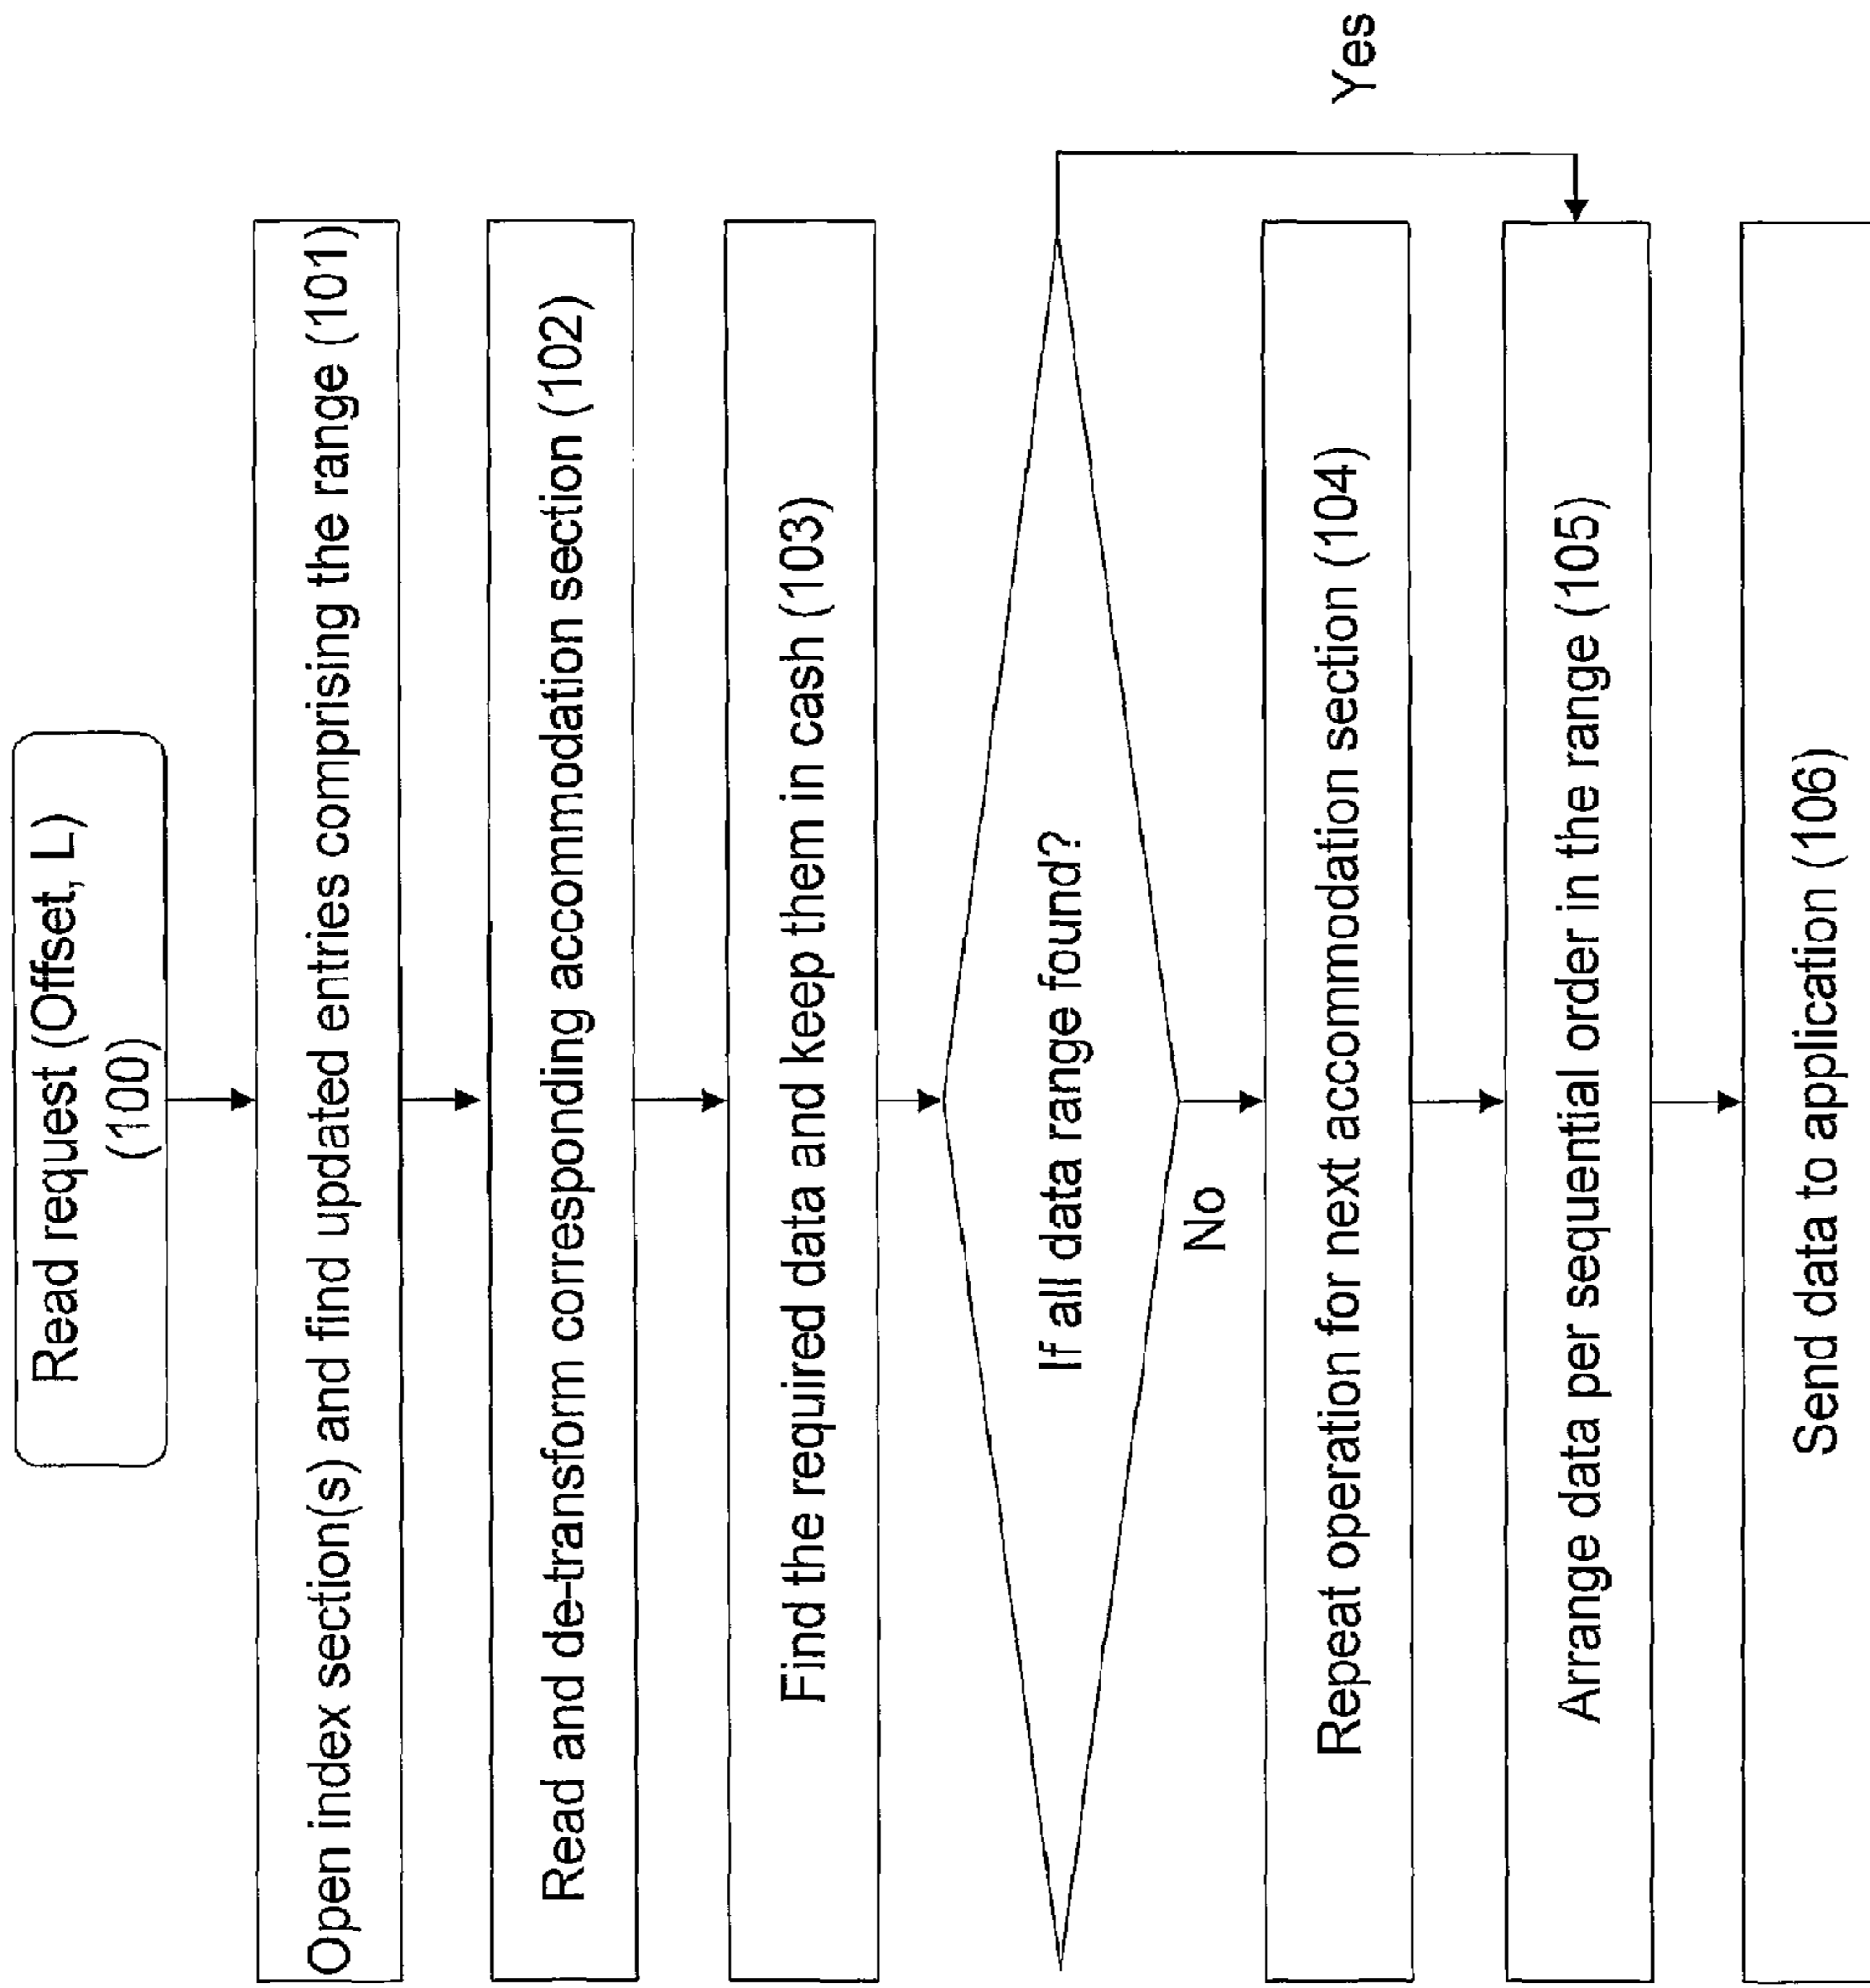 Read request (Offset, L)
(100)
Open index section(s) and find updated entries comprising the range (101)
Read and de-transform corresponding accommodation section (102)
Find the required data and keep them in cash (103)
If all data range found?
Yes
No
Repeat operation for next accommodation section (104)
Arrange data per sequential order in the range (105)
Send data to application (106)